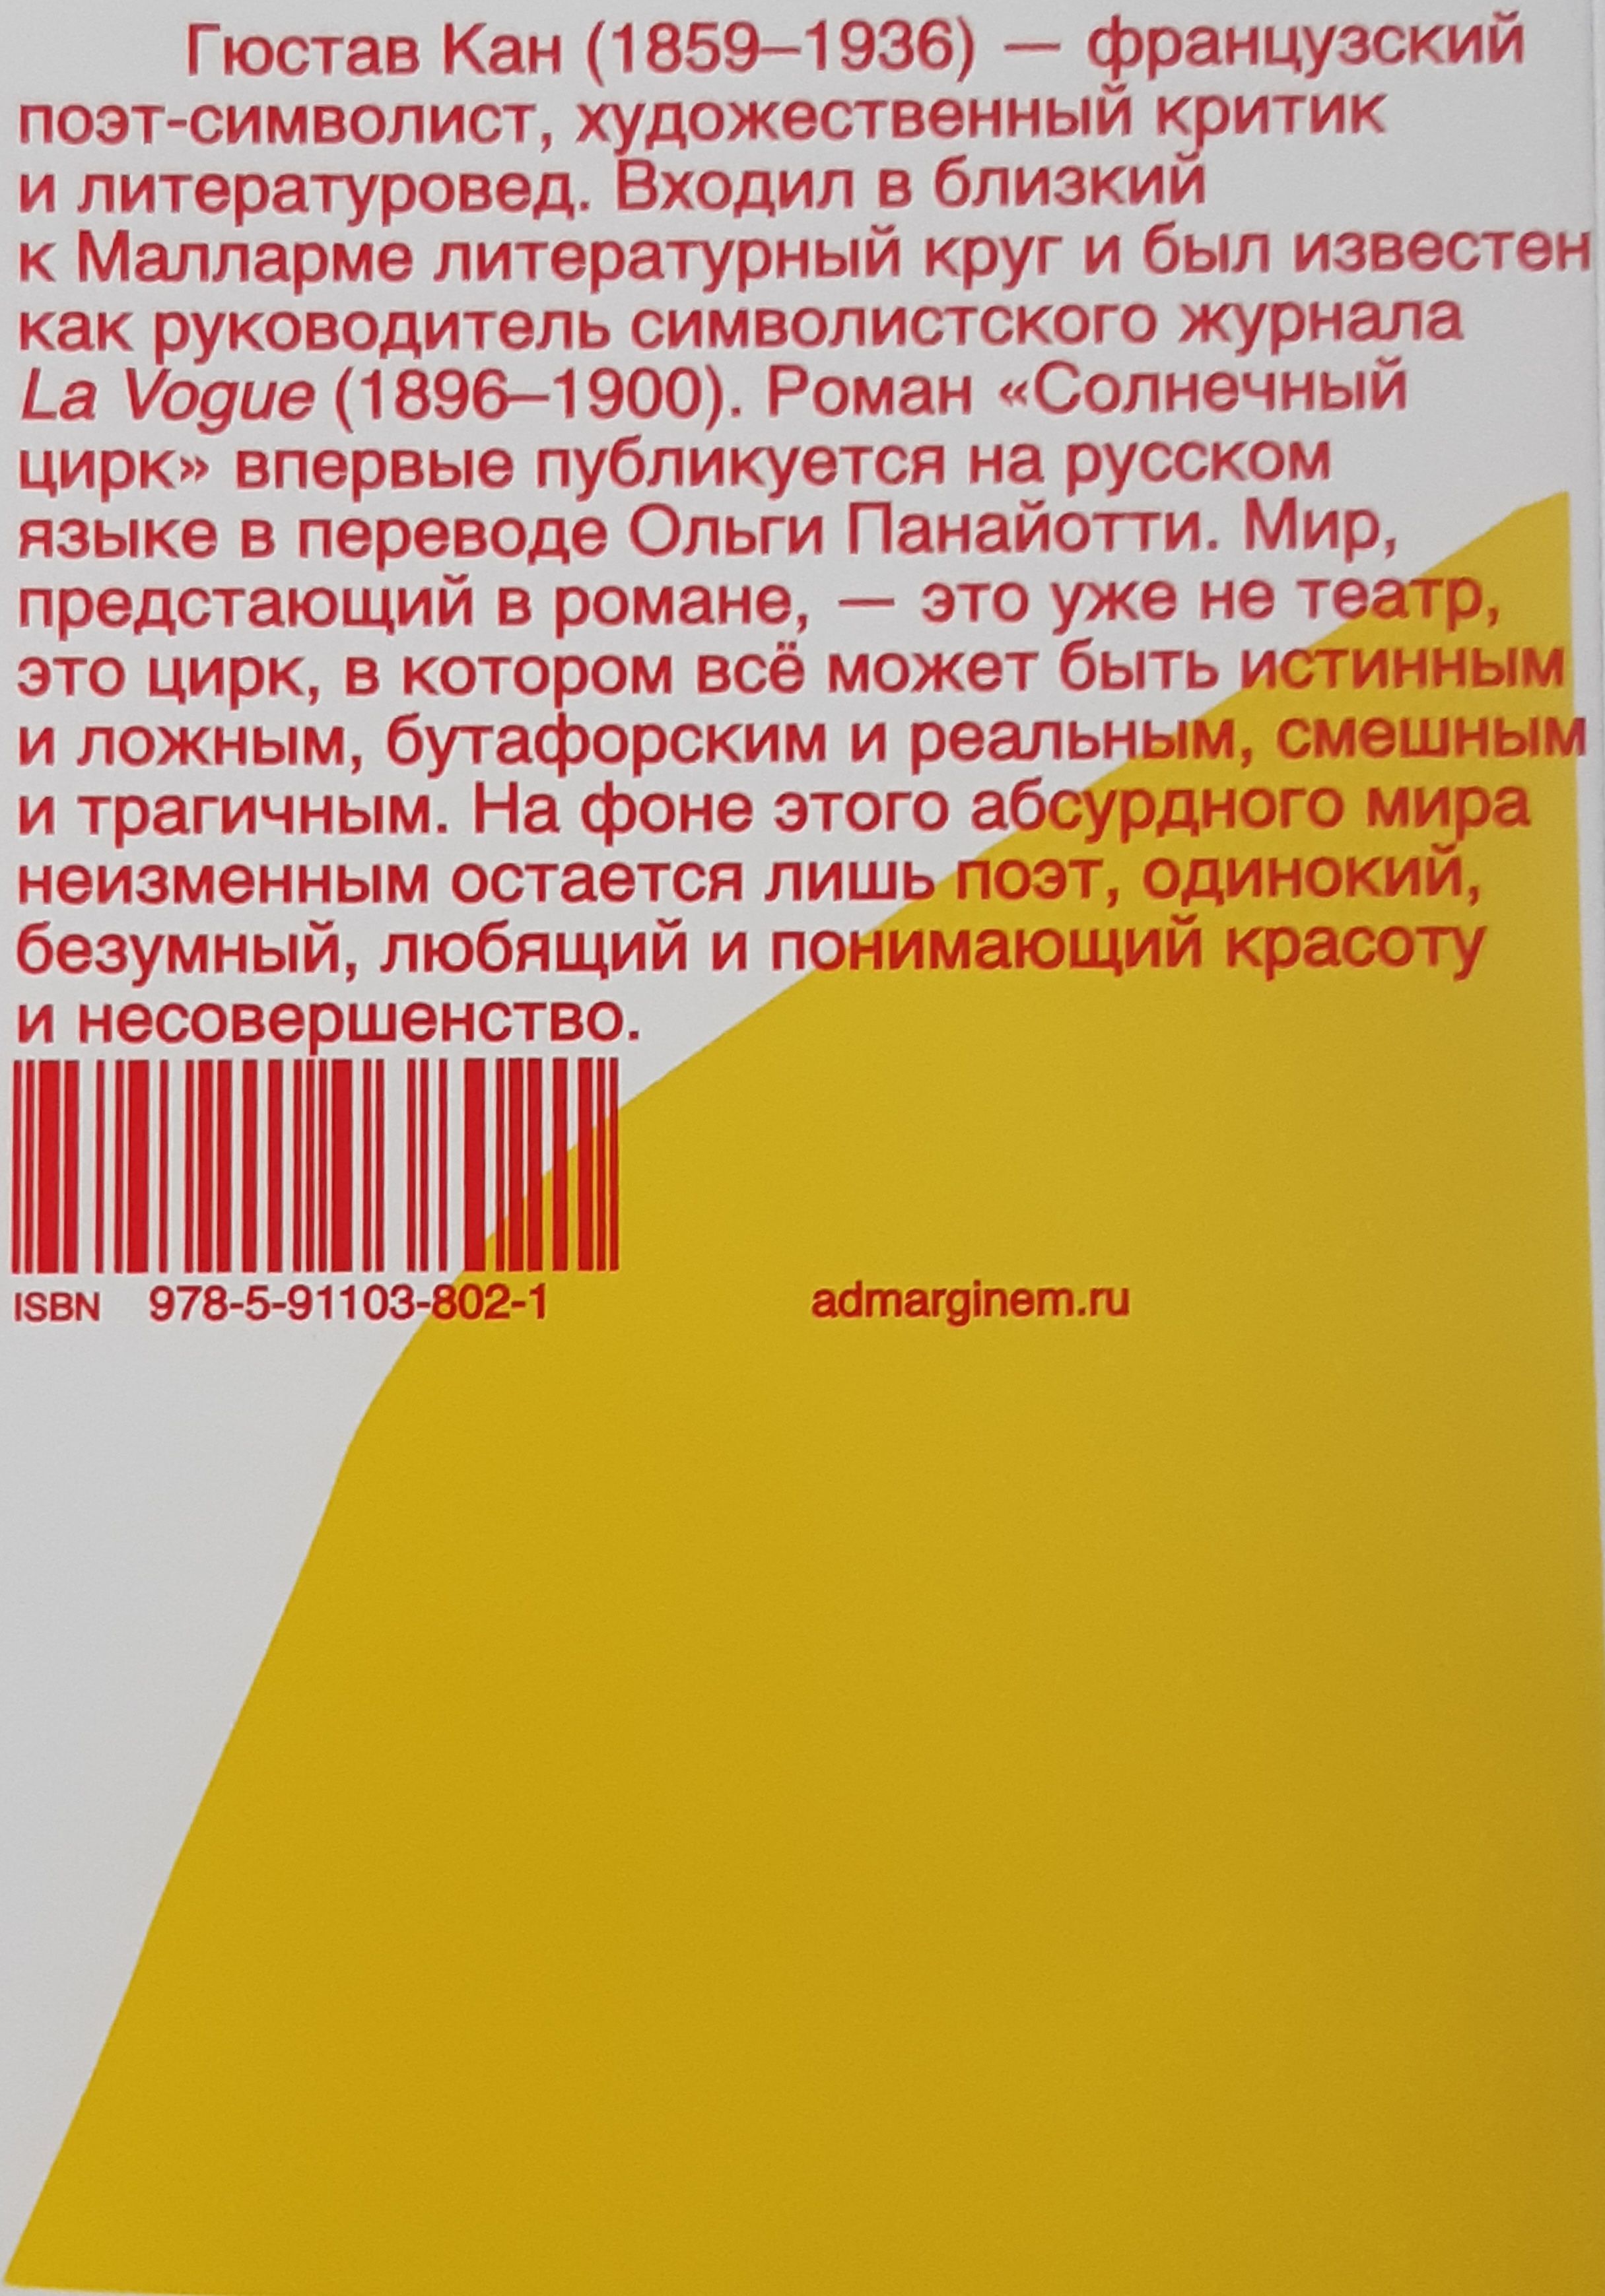 Гюстав Кан (1859–1936) — французский
поэт-символист, художественный критик
и литературовед. Входил в близкий
к Малларме литературный круг и был известен
как руководитель символистского журнала
La Vogue (1896–1900). Роман «Солнечный
цирк» впервые публикуется на русском
языке в переводе Ольги Панайотти. Мир,
предстающий в романе, — это уже не театр,
это цирк, в котором всё может быть истинным
и ложным, бутафорским и реальным, смешным
и трагичным. На фоне этого абсурдного мира
неизменным остается лишь поэт, одинокий,
безумный, любящий и понимающий красоту
и несовершенство.
ISBN 978-5-91103-802-1
admarginem.ru